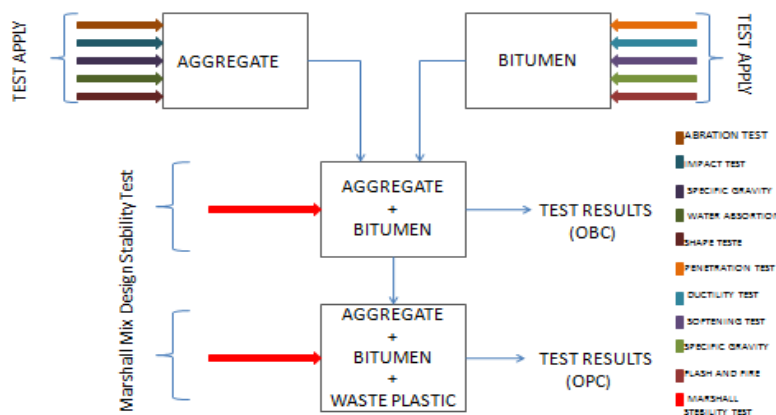 TEST APPLY
AGGREGATE
BITUMEN
TEST APPLY
Marshall Mix Design Stability Test
AGGREGATE
+
BITUMEN
TEST RESULTS
(OBC)
AGGREGATE
+
BITUMEN
+
WASTE PLASTIC
TEST RESULTS
(OPC)
ABRATION TEST
IMPACT TEST
SPECIFIC GRAVITY
WATER ABSORTION
SHAPE TESTE
PENETRATION TEST
DUCTILITY TEST
SOFTENING TEST
SPECIFIC GRAVITY
FLASH AND FIRE
MARSHALL
STEBILITY TEST